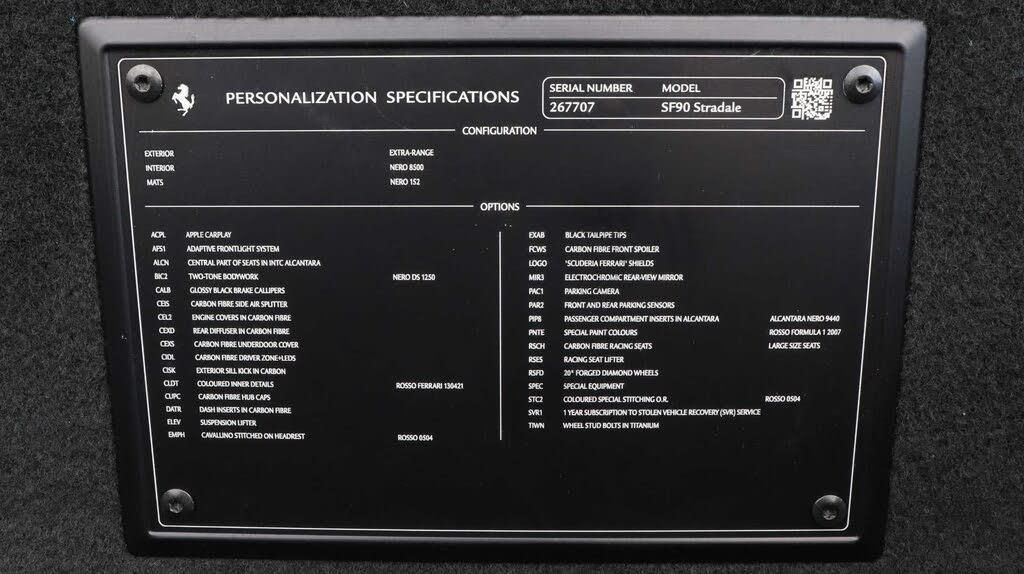 PERSONALIZATION SPECIFICATIONS
SERIAL NUMBER MODEL
267707 SF90 Stradale
CONFIGURATION
EXTERIOR EXTRA-RANGE
INTERIOR NERO 8500
MATS NERO 152
OPTIONS
ACPL APPLE CARPLAY
AFS1 ADAPTIVE FRONTLIGHT SYSTEM
ALCN CENTRAL PART OF SEATS IN INTC ALCANTARA
BIC2 TWO-TONE BODYWORK NERO DS 1250
CALB GLOSSY BLACK BRAKE CALLIPERS
CEIS CARBON FIBRE SIDE AIR SPLITTER
CEL2 ENGINE COVERS IN CARBON FIBRE
CEXD REAR DIFFUSER IN CARBON FIBRE
CEXS CARBON FIBRE UNDERDOOR COVER
CIDL CARBON FIBRE DRIVER ZONE+LEDS
CISK EXTERIOR SILL KICK IN CARBON
CLDT COLOURED INNER DETAILS ROSSO FERRARI 130421
CUPC CARBON FIBRE HUB CAPS
DATR DASH INSERTS IN CARBON FIBRE
ELEV SUSPENSION LIFTER
EMPH CAVALLINO STITCHED ON HEADREST ROSSO 0504
EXAB BLACK TAILPIPE TIPS
FCWS CARBON FIBRE FRONT SPOILER
LOGO 'SCUDERIA FERRARI' SHIELDS
MIR3 ELECTROCHROMIC REAR-VIEW MIRROR
PAC1 PARKING CAMERA
PAR2 FRONT AND REAR PARKING SENSORS
PIP8 PASSENGER COMPARTMENT INSERTS IN ALCANTARA ALCANTARA NERO 9440
PNTE SPECIAL PAINT COLOURS ROSSO FORMULA 1 2007
RSCH CARBON FIBRE RACING SEATS LARGE SIZE SEATS
RSES RACING SEAT LIFTER
RSFD 20" FORGED DIAMOND WHEELS
SPEC SPECIAL EQUIPMENT
STC2 COLOURED SPECIAL STITCHING O.R. ROSSO 0504
SVR1 1 YEAR SUBSCRIPTION TO STOLEN VEHICLE RECOVERY (SVR) SERVICE
TIWN WHEEL STUD BOLTS IN TITANIUM